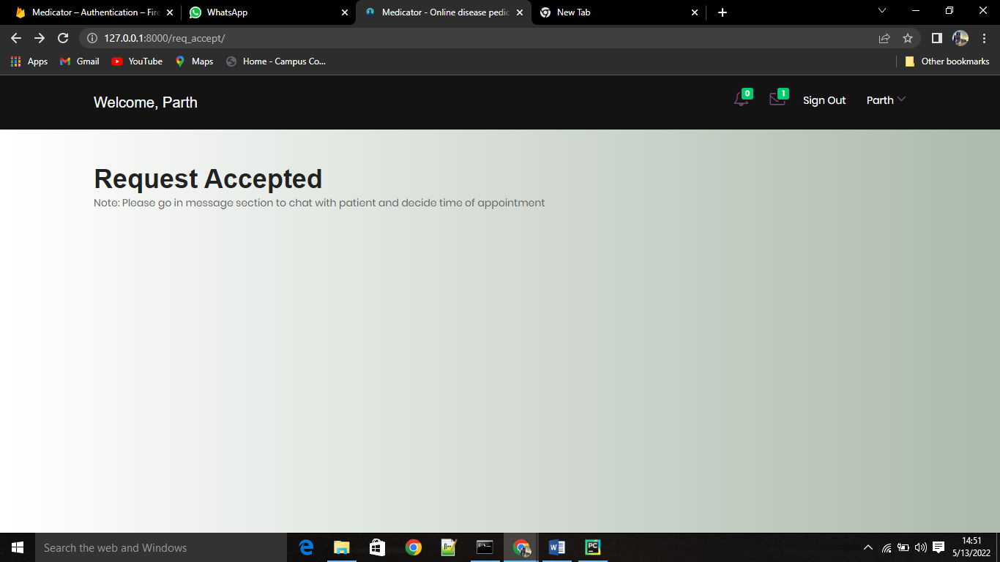 Medicator – Authentication – Fire
WhatsApp
Medicator - Online disease pedic
New Tab
127.0.0.1:8000/req_accept/
Apps
Gmail
YouTube
Maps
Home - Campus Co...
Other bookmarks
Welcome, Parth
0
1
Sign Out
Parth
Request Accepted
Note: Please go in message section to chat with patient and decide time of appointment
Search the web and Windows
14:51
5/13/2022